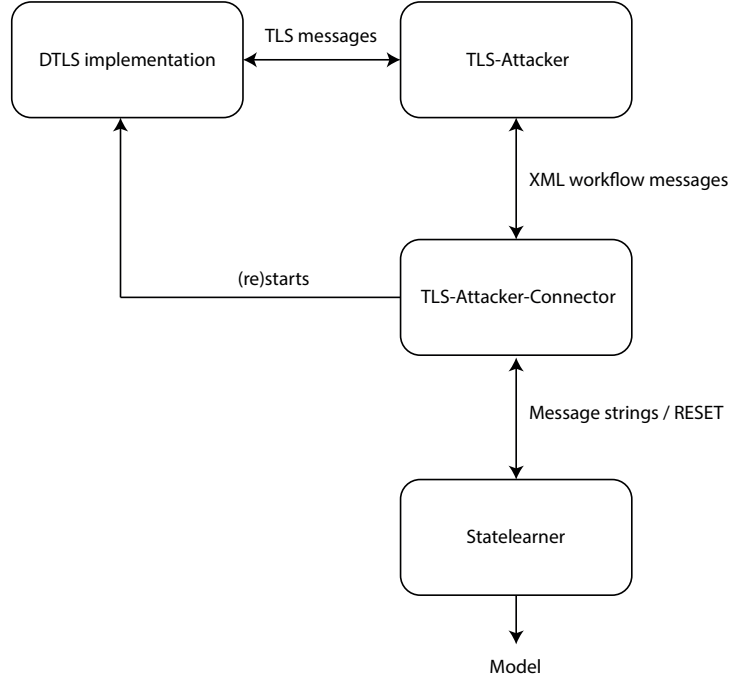 DTLS implementation
TLS messages
TLS-Attacker
XML workflow messages
(re)starts
TLS-Attacker-Connector
Message strings / RESET
Statelearner
Model